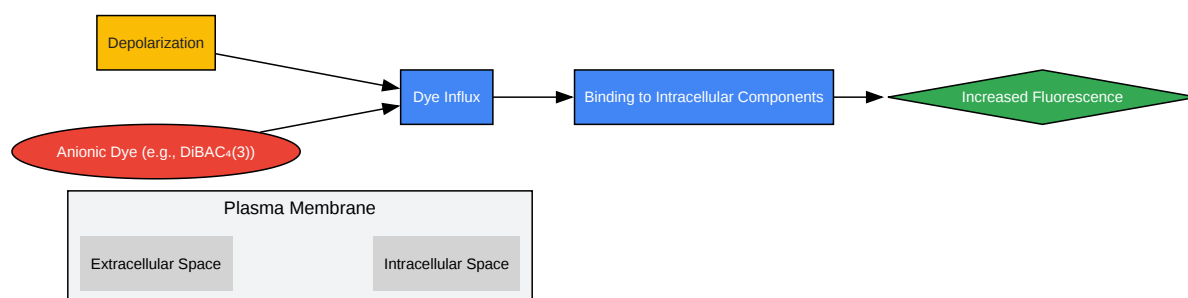 Depolarization
Dye Influx
Binding to Intracellular Components
Increased Fluorescence
Anionic Dye (e.g., DiBAC₄(3))
Plasma Membrane
Extracellular Space
Intracellular Space